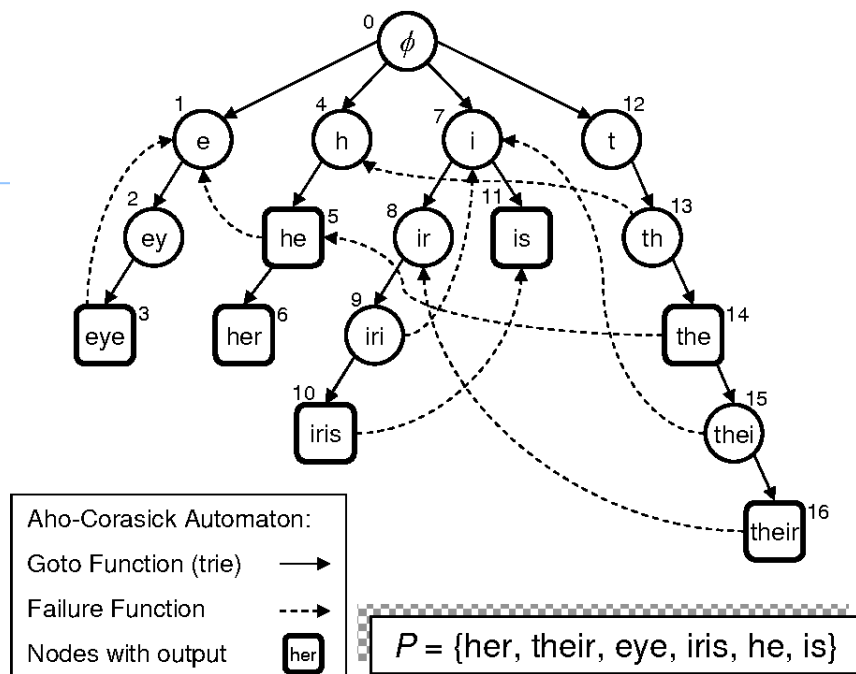 0
ϕ
1
4
7
12
e
h
i
t
2
5
8
11
13
ey
he
ir
is
th
3
6
9
14
eye
her
iri
the
10
15
iris
thei
16
their
Aho-Corasick Automaton:
Goto Function (trie)
Failure Function
Nodes with output her
P = {her, their, eye, iris, he, is}